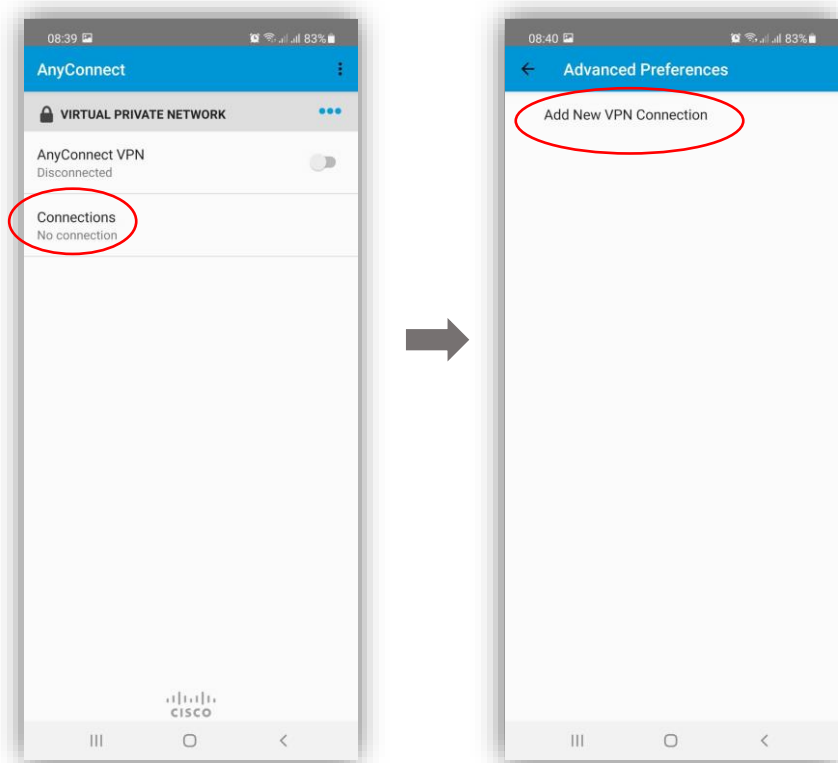 08:39 83%
AnyConnect
VIRTUAL PRIVATE NETWORK
AnyConnect VPN
Disconnected
Connections
No connection
CISCO
08:40 83%
Advanced Preferences
Add New VPN Connection